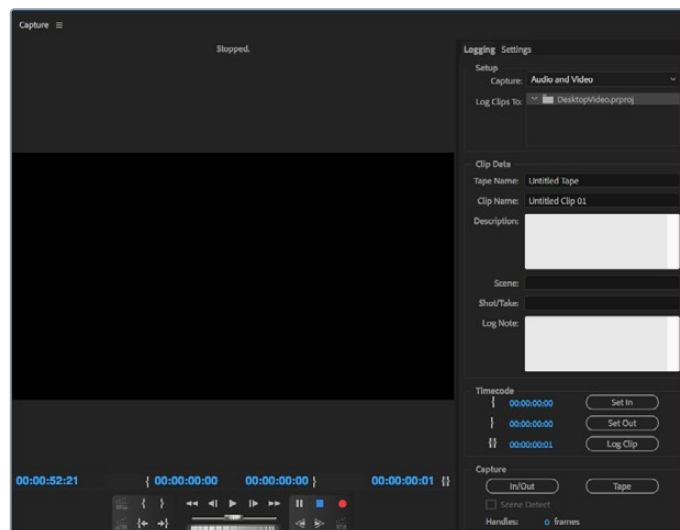 Capture
Stopped.
Logging Settings
Setup
Capture: Audio and Video
Log Clips To: DesktopVideo.prproj
Clip Data
Tape Name: Untitled Tape
Clip Name: Untitled Clip 01
Description:
Scene:
Shot/Take:
Log Note:
Timecode
{ 00:00:00:00 Set In
} 00:00:00:00 Set Out
{} 00:00:00:01 Log Clip
00:00:52:21 { 00:00:00:00 00:00:00:00 } 00:00:00:01 {}
Capture
In/Out Tape
Scene Detect
Handles: 0 frames